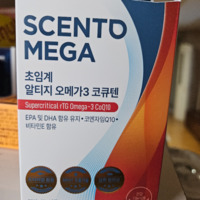 SCENTO
MEGA
초임계
알티지 오메가3 코큐텐
Supercritical rTG Omega-3 CoQ10
EPA 및 DHA 함유 유지 • 코엔자임Q10 •
비타민E 함유